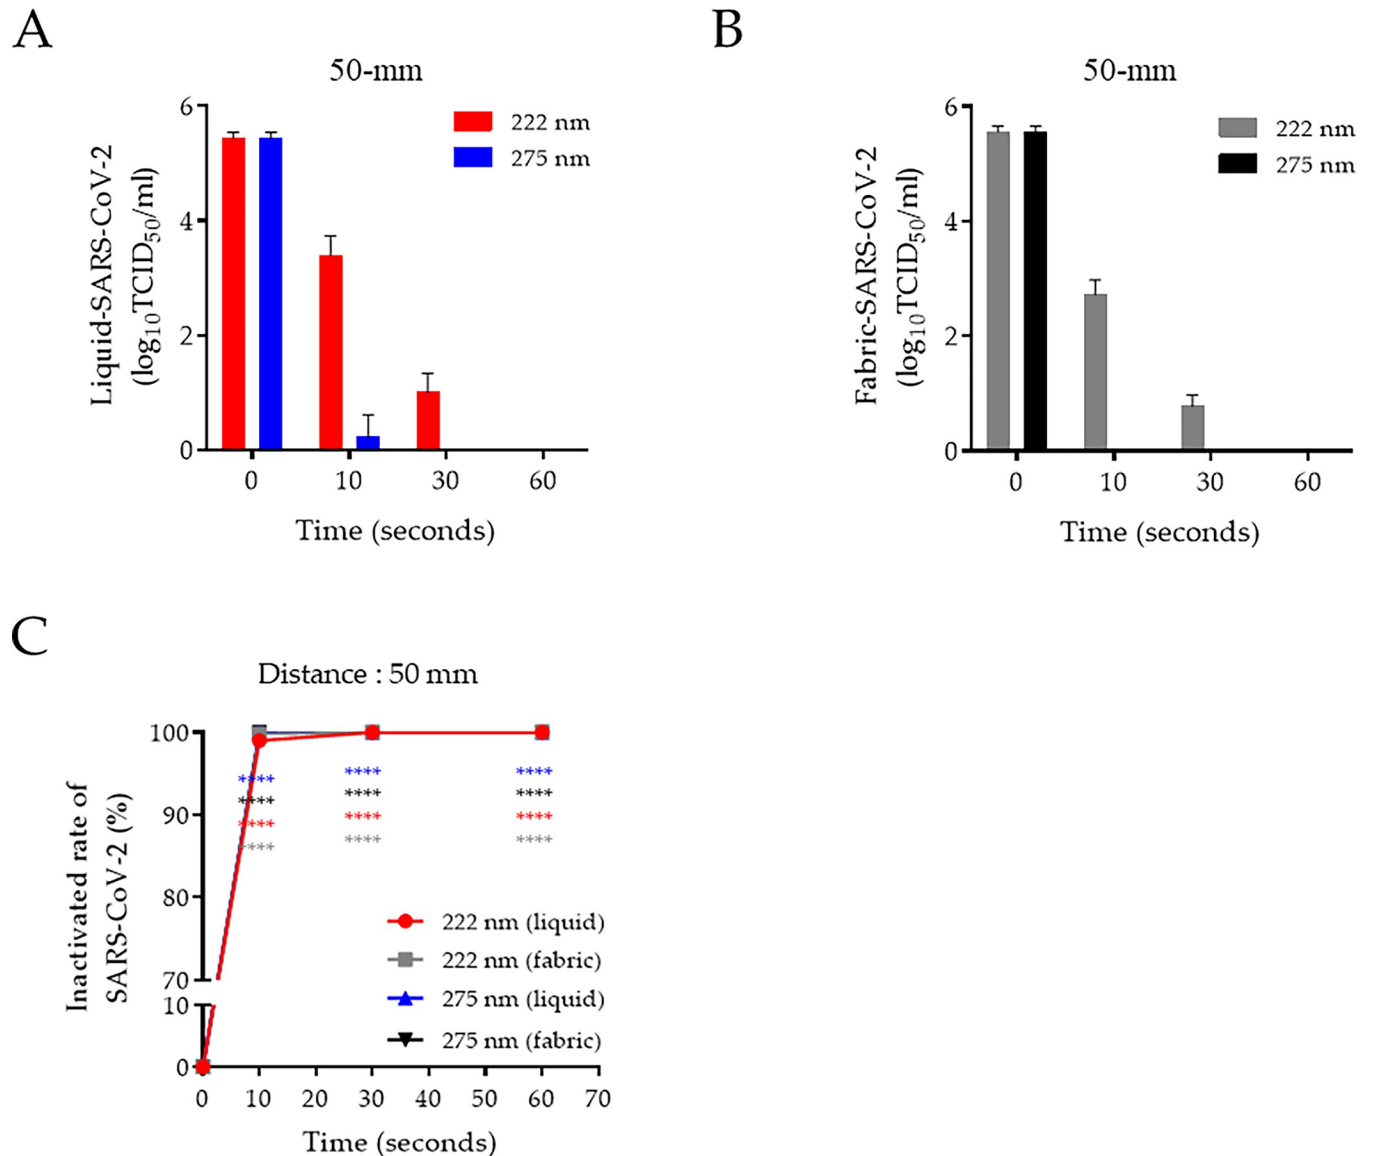 A
50-mm
222 nm
275 nm
Liquid-SARS-CoV-2
(log10TCID50/ml)
6
4
2
0
0 10 30 60
Time (seconds)
B
50-mm
222 nm
275 nm
Fabric-SARS-CoV-2
(log10TCID50/ml)
6
4
2
0
0 10 30 60
Time (seconds)
C
Distance : 50 mm
Inactivated rate of
SARS-CoV-2 (%)
100
90
80
70
10
0
**** **** ****
**** **** ****
**** **** ****
**** **** ****
222 nm (liquid)
222 nm (fabric)
275 nm (liquid)
275 nm (fabric)
0 10 20 30 40 50 60 70
Time (seconds)